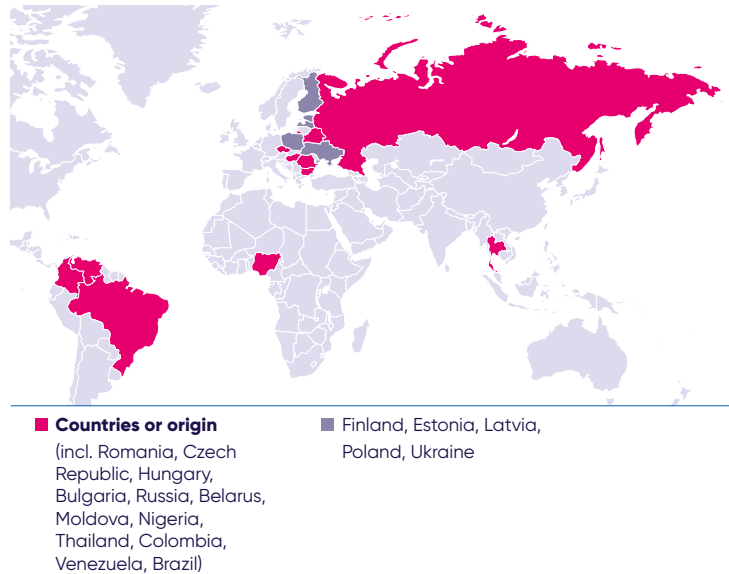 Countries or origin
(incl. Romania, Czech
Republic, Hungary,
Bulgaria, Russia, Belarus,
Moldova, Nigeria,
Thailand, Colombia,
Venezuela, Brazil)
Finland, Estonia, Latvia,
Poland, Ukraine